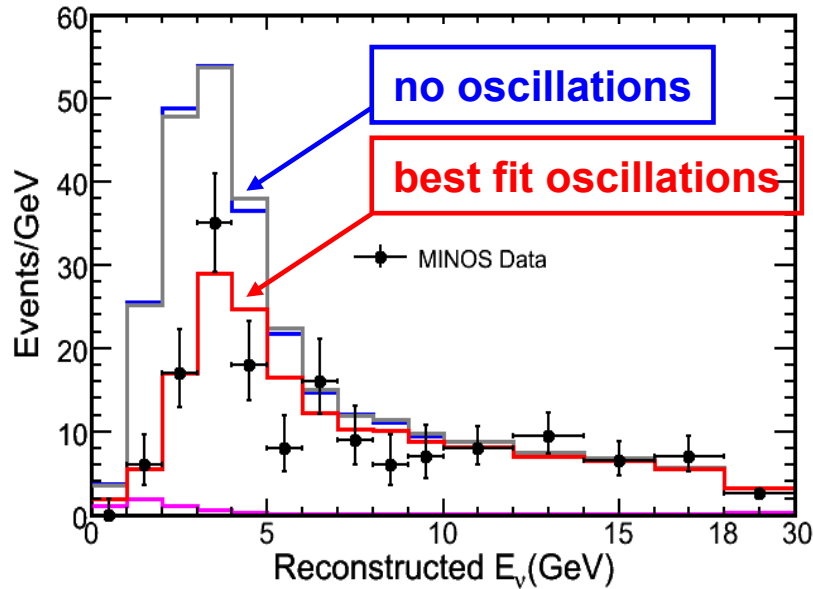 60
50
40
30
20
10
0
Events/GeV
no oscillations
best fit oscillations
MINOS Data
0 5 10 15 18 30
Reconstructed Eν(GeV)